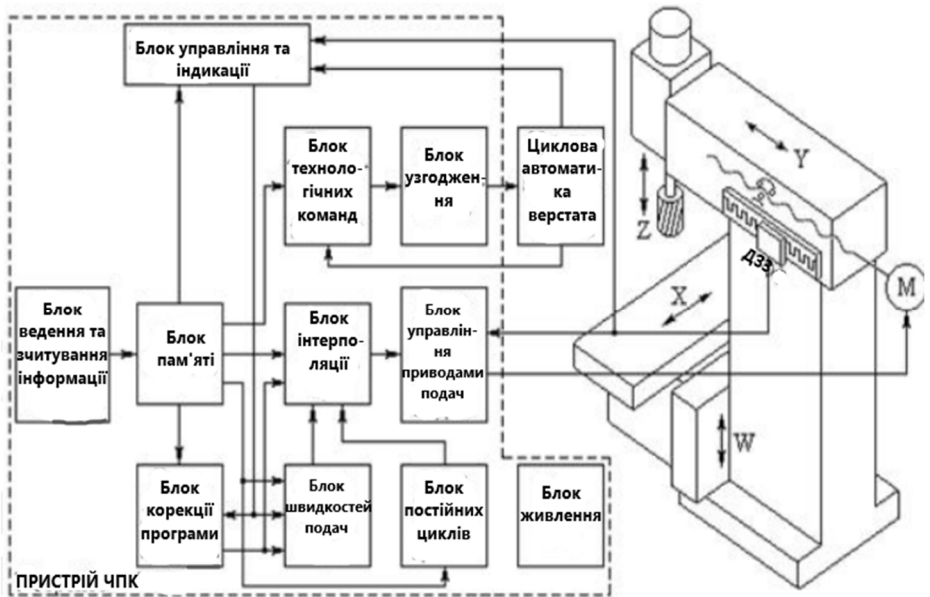 Блок управління та
індикації
Блок
техноло-
гічних
команд
Блок
узгоджен-
ня
Циклова
автомати-
ка
верстата
Y
Z
ДЗЗ
M
X
W
Блок
ведення та
зчитування
інформації
Блок
пам'яті
Блок
інтерпо-
ляції
Блок
управлін-
ня
приводами
подач
Блок
корекції
програми
Блок
швидкостей
подач
Блок
постійних
циклів
Блок
живлення
ПРИСТРІЙ ЧПК